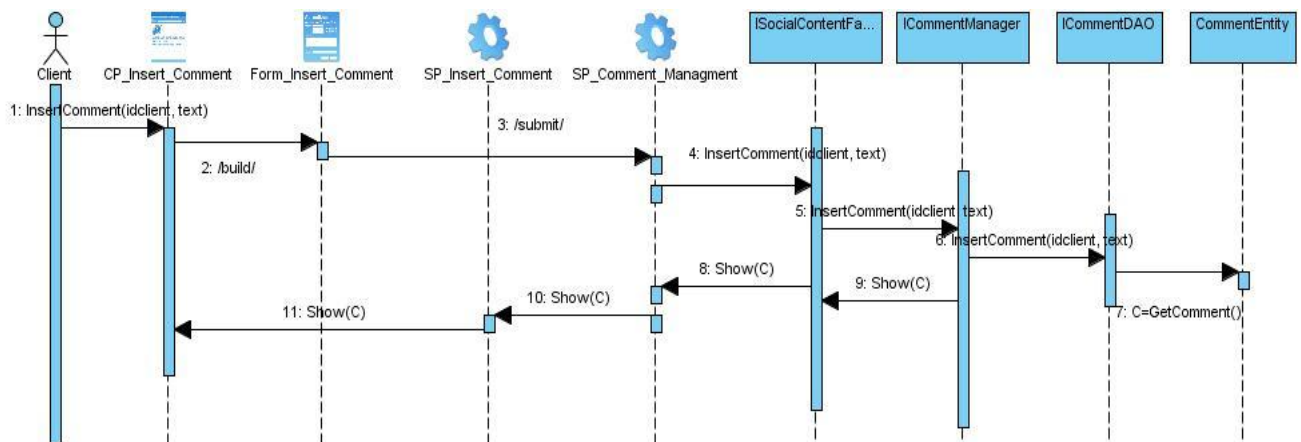 ISocialContentFa...
ICommentManager
ICommentDAO
CommentEntity
Client
CP_Insert_Comment
Form_Insert_Comment
SP_Insert_Comment
SP_Comment_Managment
1: InsertComment(idclient, text)
2: /build/
3: /submit/
4: InsertComment(idclient, text)
5: InsertComment(idclient, text)
6: InsertComment(idclient, text)
7: C=GetComment()
8: Show(C)
9: Show(C)
10: Show(C)
11: Show(C)